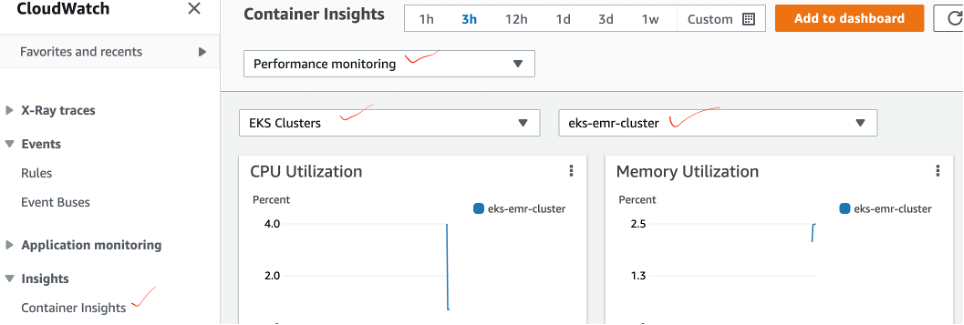 CloudWatch
Favorites and recents
X-Ray traces
Events
Rules
Event Buses
Application monitoring
Insights
Container Insights
Container Insights
1h 3h 12h 1d 3d 1w Custom
Add to dashboard
Performance monitoring
EKS Clusters
eks-emr-cluster
CPU Utilization
Percent
eks-emr-cluster
4.0
2.0
Memory Utilization
Percent
eks-emr-cluster
2.5
1.3